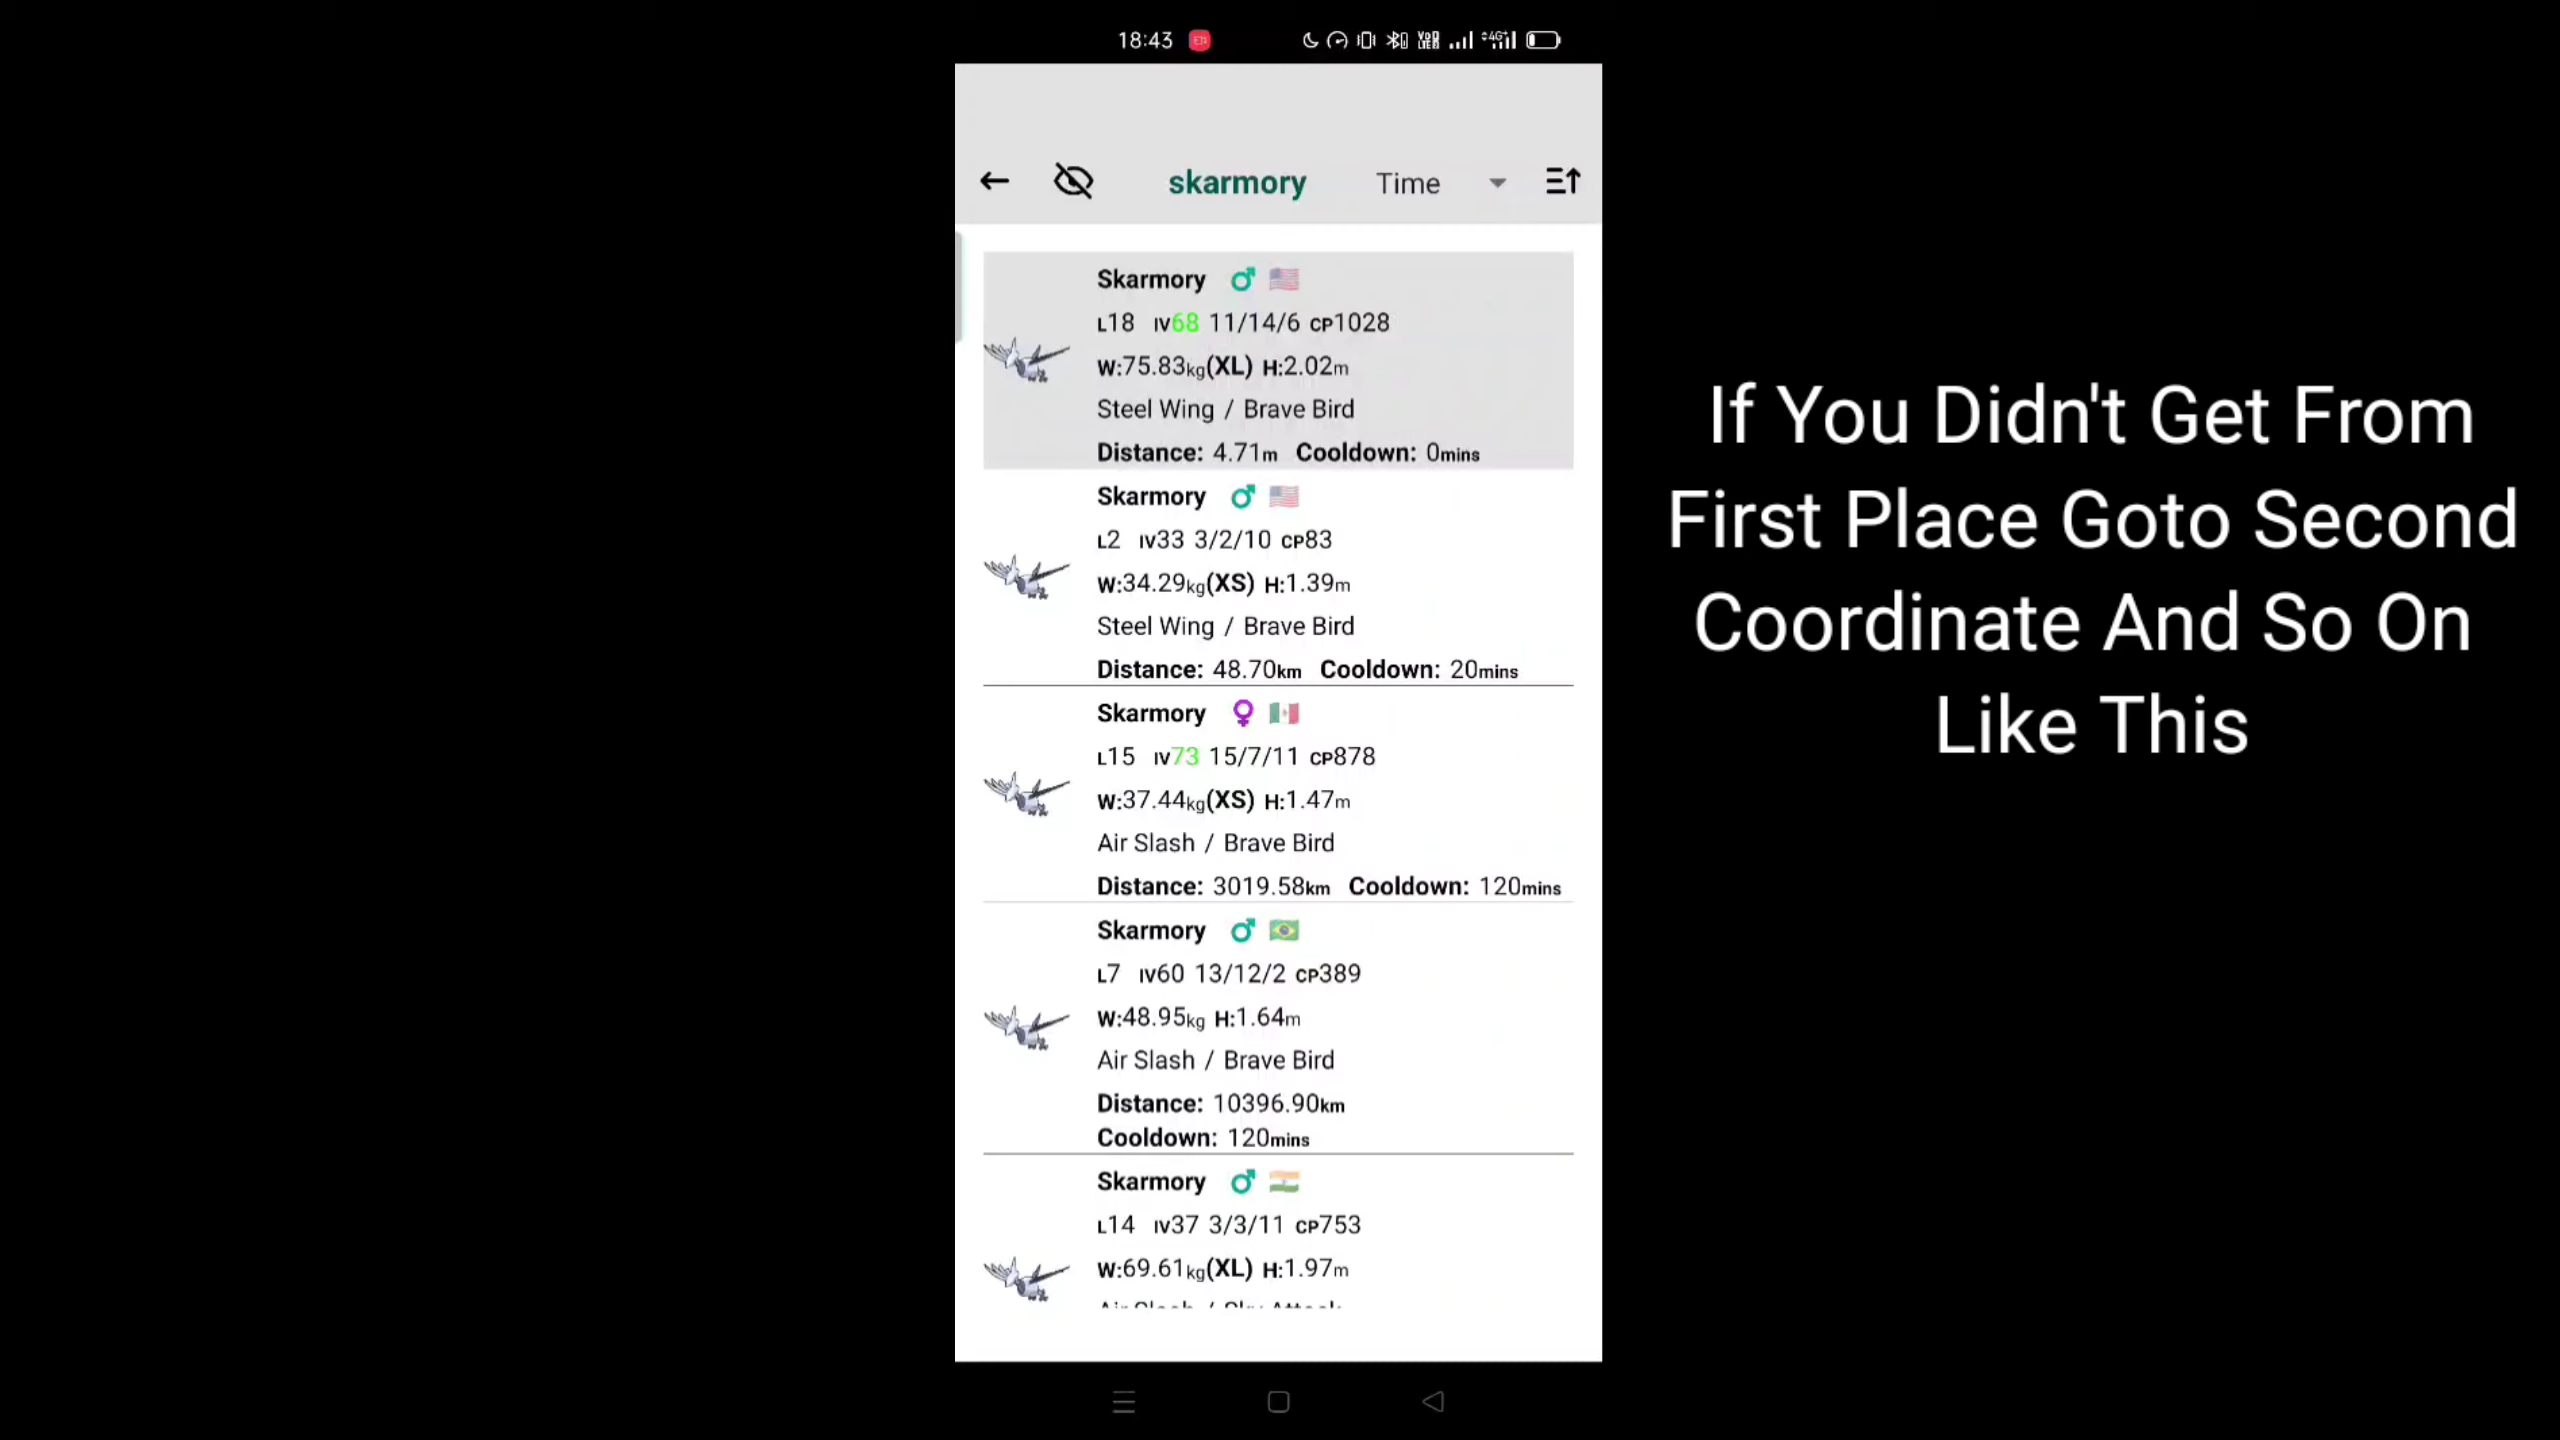 18:43
skarmory Time
Skarmory
L18 IV68 11/14/6 CP1028
W:75.83kg(XL) H:2.02m
Steel Wing / Brave Bird
Distance: 4.71m Cooldown: 0mins
Skarmory
L2 IV33 3/2/10 CP83
W:34.29kg(XS) H:1.39m
Steel Wing / Brave Bird
Distance: 48.70km Cooldown: 20mins
Skarmory
L15 IV73 15/7/11 CP878
W:37.44kg(XS) H:1.47m
Air Slash / Brave Bird
Distance: 3019.58km Cooldown: 120mins
Skarmory
L7 IV60 13/12/2 CP389
W:48.95kg H:1.64m
Air Slash / Brave Bird
Distance: 10396.90km
Cooldown: 120mins
Skarmory
L14 IV37 3/3/11 CP753
W:69.61kg(XL) H:1.97m
If You Didn't Get From
First Place Goto Second
Coordinate And So On
Like This